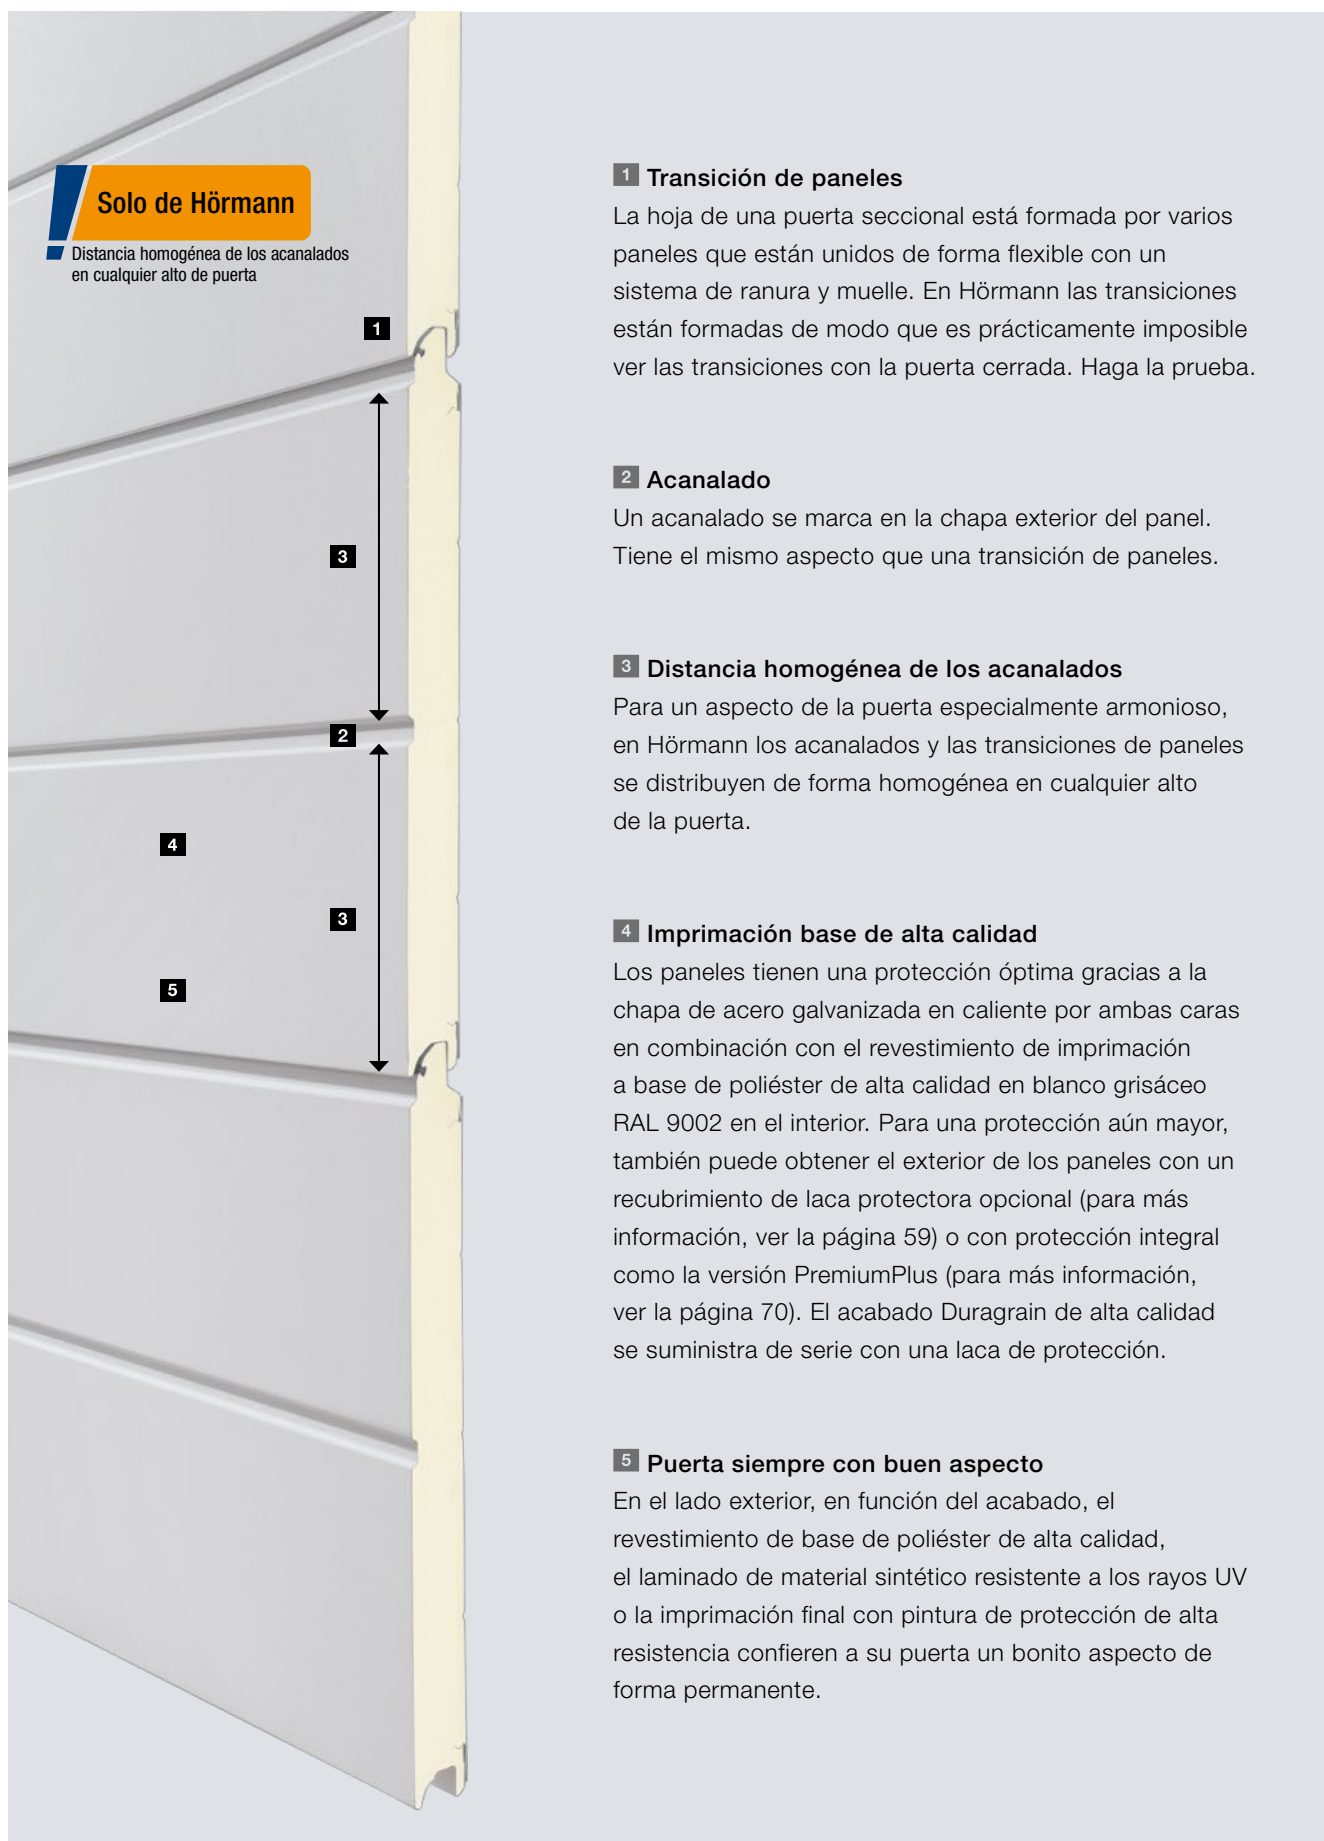 Solo de Hörmann
Distancia homogénea de los acanalados
en cualquier alto de puerta
1
3
2
4
3
5
1 Transición de paneles
La hoja de una puerta seccional está formada por varios
paneles que están unidos de forma flexible con un
sistema de ranura y muelle. En Hörmann las transiciones
están formadas de modo que es prácticamente imposible
ver las transiciones con la puerta cerrada. Haga la prueba.
2 Acanalado
Un acanalado se marca en la chapa exterior del panel.
Tiene el mismo aspecto que una transición de paneles.
3 Distancia homogénea de los acanalados
Para un aspecto de la puerta especialmente armonioso,
en Hörmann los acanalados y las transiciones de paneles
se distribuyen de forma homogénea en cualquier alto
de la puerta.
4 Imprimación base de alta calidad
Los paneles tienen una protección óptima gracias a la
chapa de acero galvanizada en caliente por ambas caras
en combinación con el revestimiento de imprimación
a base de poliéster de alta calidad en blanco grisáceo
RAL 9002 en el interior. Para una protección aún mayor,
también puede obtener el exterior de los paneles con un
recubrimiento de laca protectora opcional (para más
información, ver la página 59) o con protección integral
como la versión PremiumPlus (para más información,
ver la página 70). El acabado Duragrain de alta calidad
se suministra de serie con una laca de protección.
5 Puerta siempre con buen aspecto
En el lado exterior, en función del acabado, el
revestimiento de base de poliéster de alta calidad,
el laminado de material sintético resistente a los rayos UV
o la imprimación final con pintura de protección de alta
resistencia confieren a su puerta un bonito aspecto de
forma permanente.